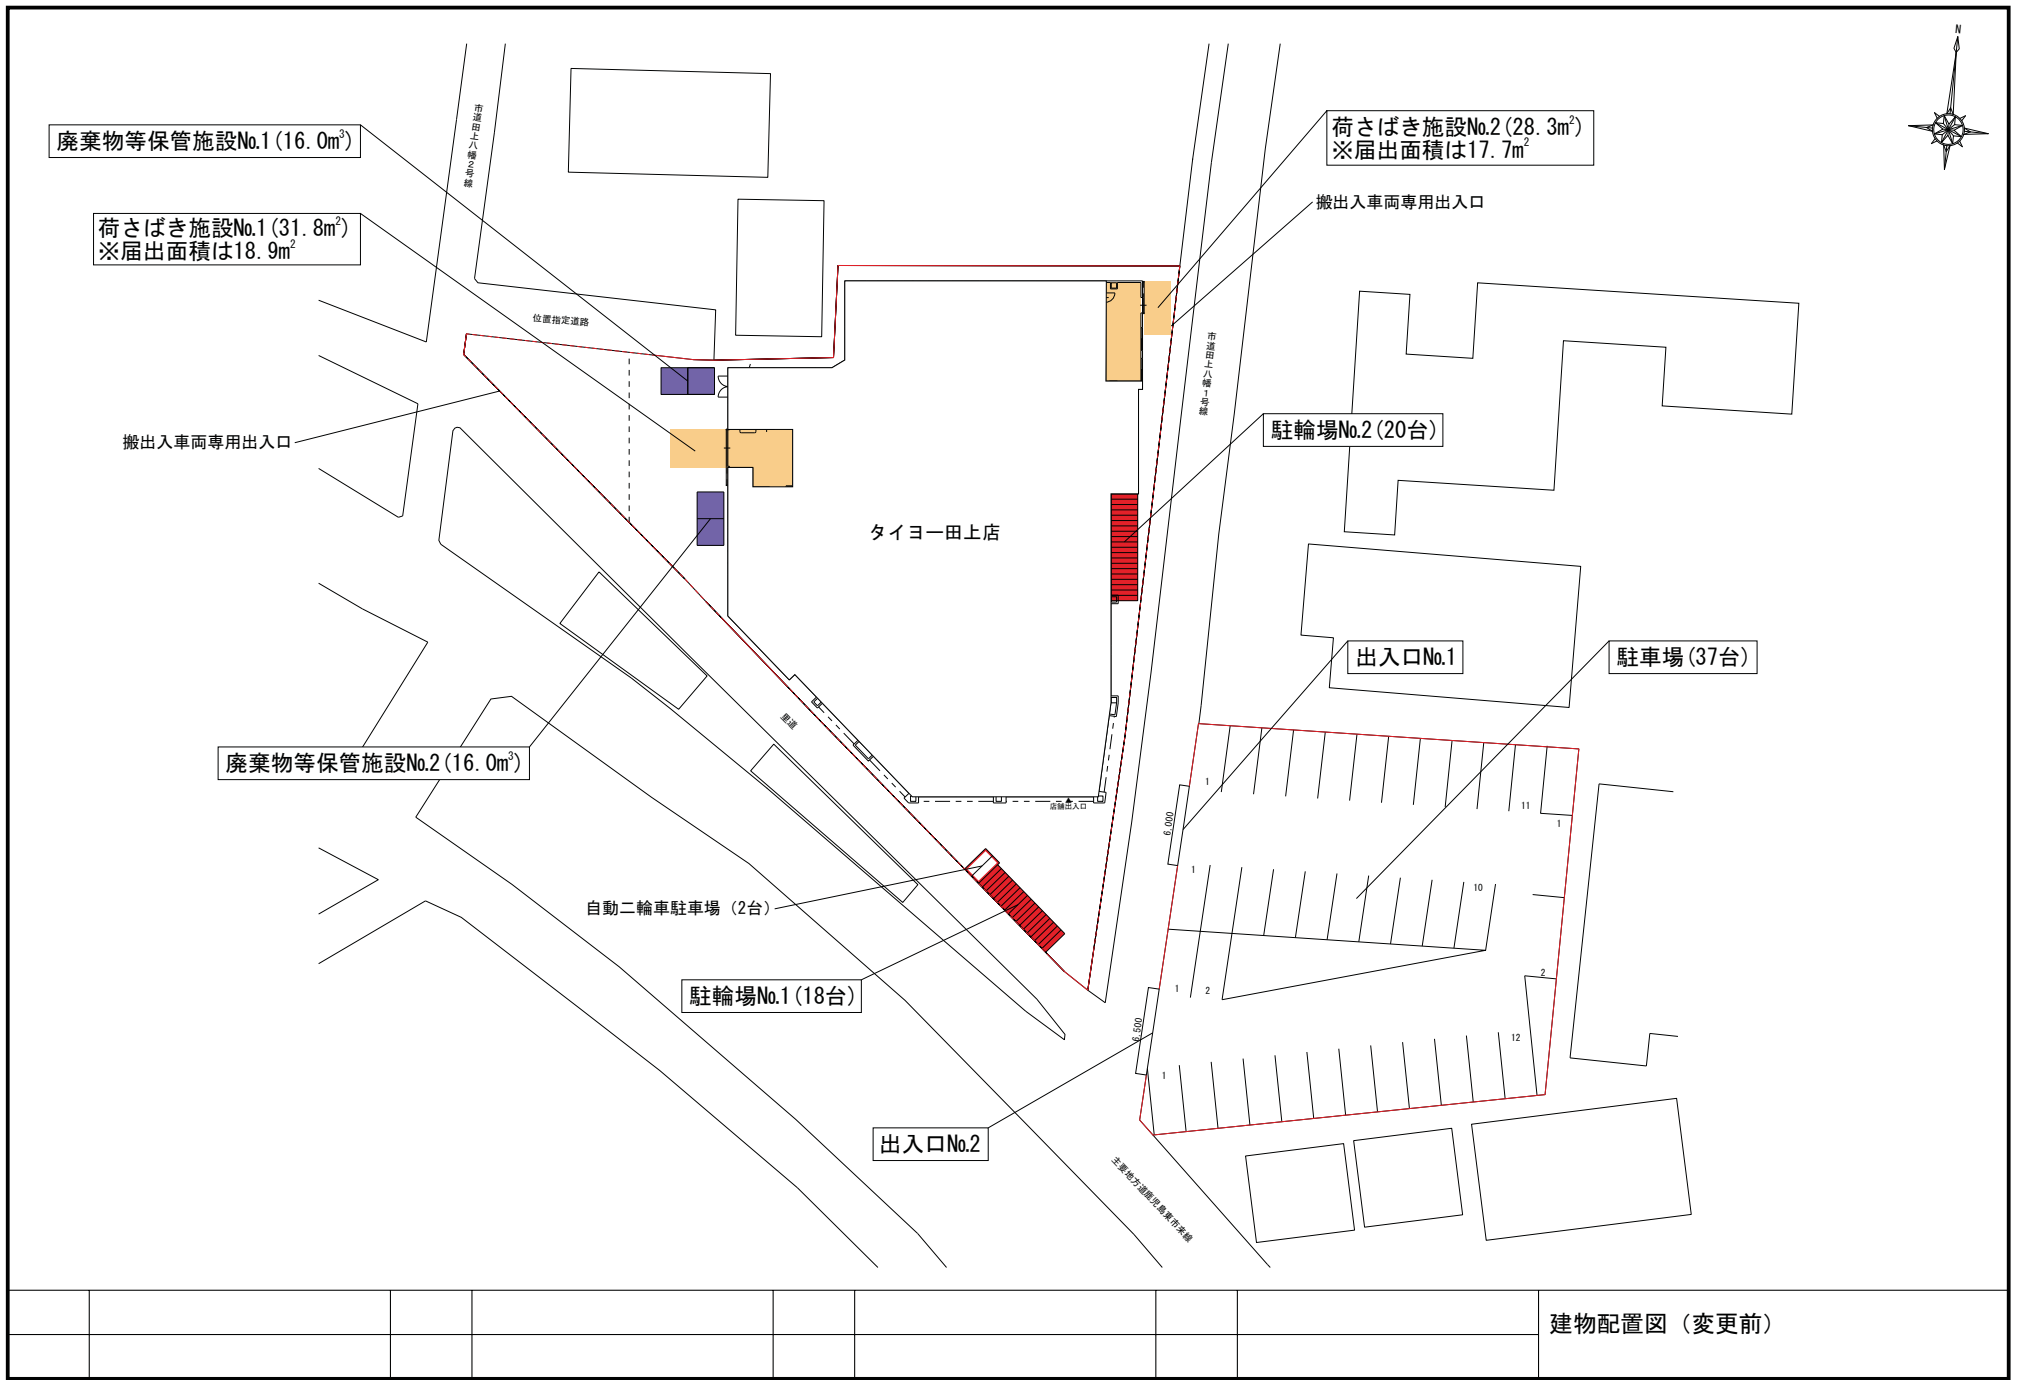 N
市道田上八幡2号線
廃棄物等保管施設No.1(16.0m³)
荷さばき施設No.2(28.3m²)
※届出面積は17.7m²
搬出入車両専用出入口
荷さばき施設No.1(31.8m²)
※届出面積は18.9m²
位置指定道路
市道田上八幡1号線
搬出入車両専用出入口
駐輪場No.2(20台)
タイヨー田上店
出入口No.1
駐車場(37台)
里道
廃棄物等保管施設No.2(16.0m³)
店舗出入口
1
11
1
6.000
1
10
自動二輪車駐車場(2台)
駐輪場No.1(18台)
1
2
2
6.500
12
1
出入口No.2
主要地方道鹿児島東市来線
建物配置図(変更前)